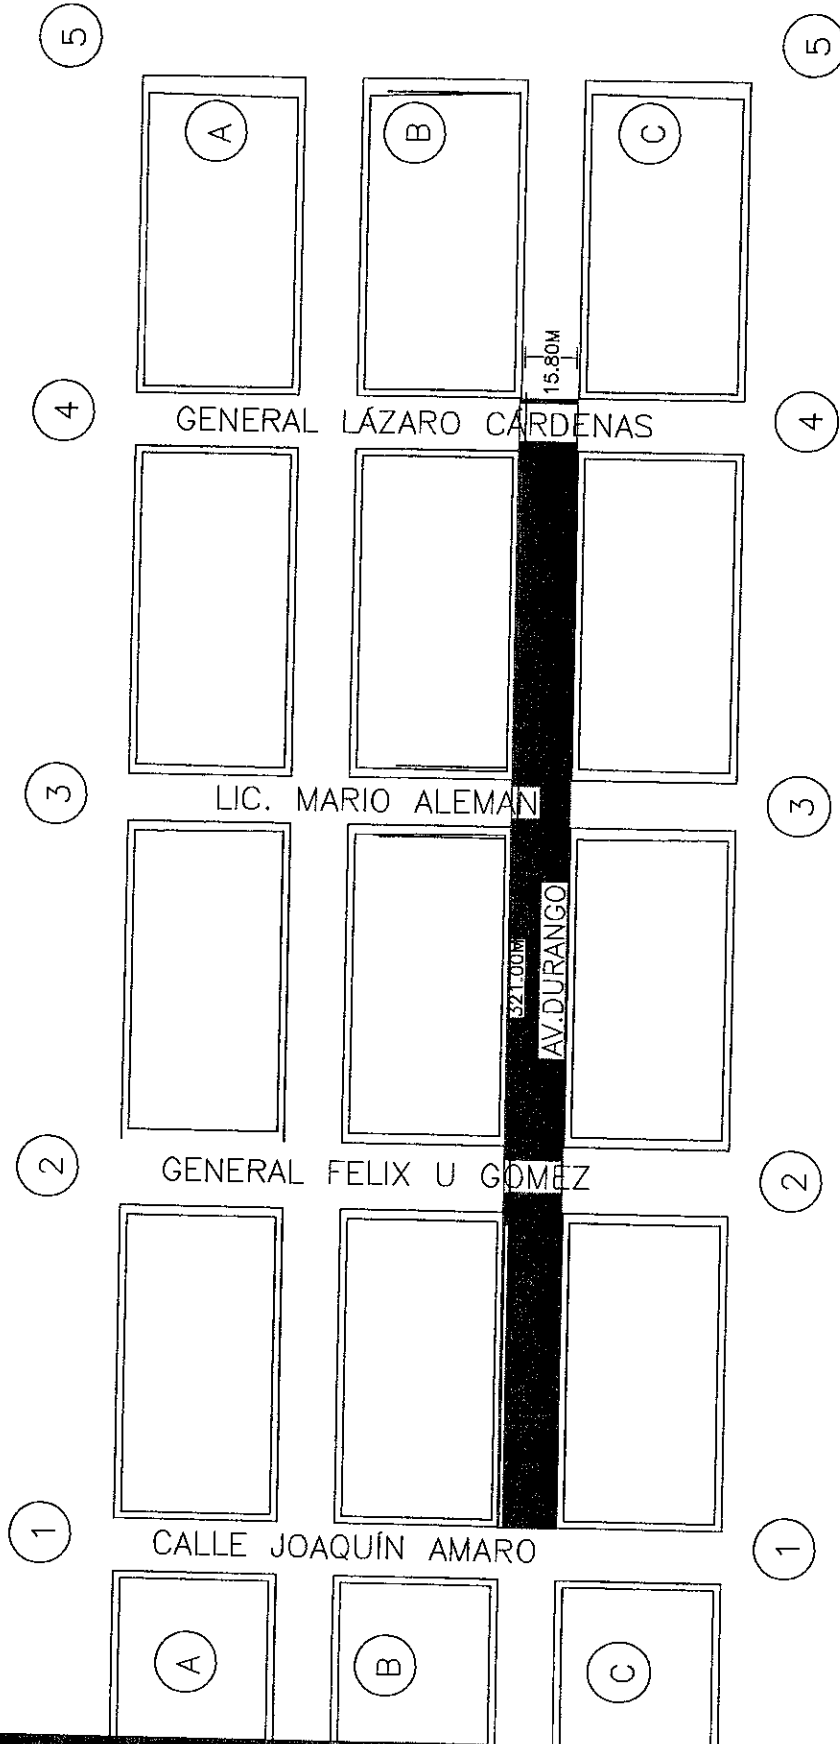 5
5
A
B
C
15.80M
4
GENERAL LÁZARO CÁRDENAS
4
3
LIC. MARIO ALEMAN
3
321.00M
AV.DURANGO
2
GENERAL FELIX U GOMEZ
2
1
CALLE JOAQUÍN AMARO
1
A
B
C